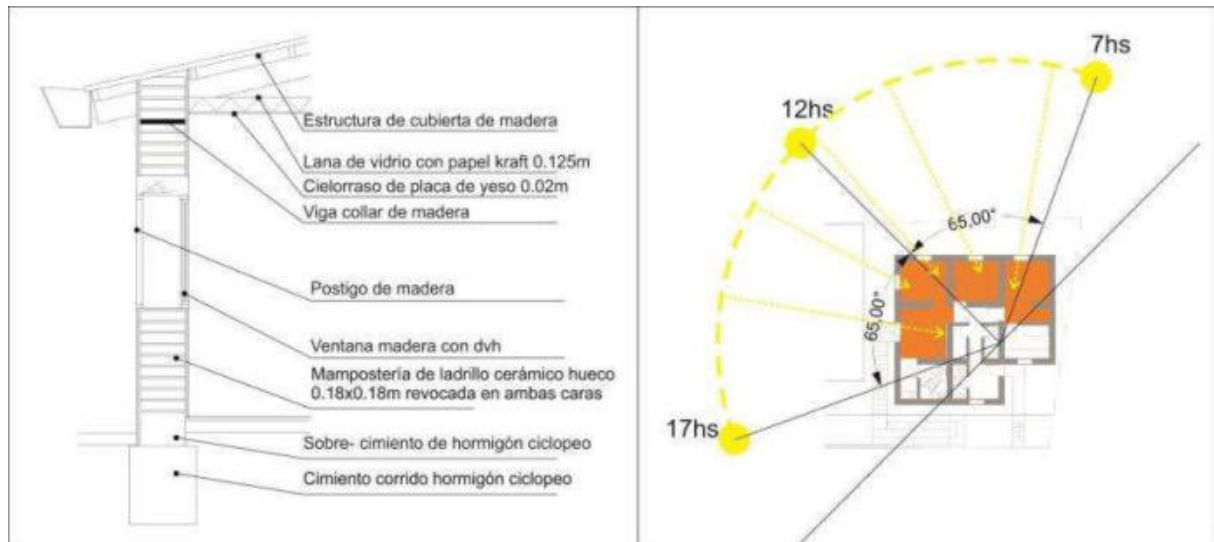 Estructura de cubierta de madera
Lana de vidrio con papel kraft 0.125m
Cielorraso de placa de yeso 0.02m
Viga collar de madera
Postigo de madera
Ventana madera con dvh
Mampostería de ladrillo cerámico hueco
0.18x0.18m revocada en ambas caras
Sobre- cimiento de hormigón ciclopeo
Cimiento corrido hormigón ciclopeo
7hs
12hs
65,00°
65,00°
17hs